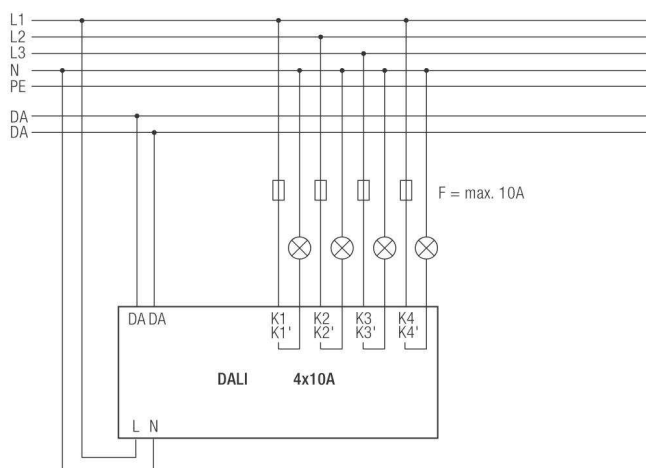 L1
L2
L3
N
PE
DA
DA
F = max. 10A
DA DA K1 K2 K3 K4
K1' K2' K3' K4'
DALI 4x10A
L N